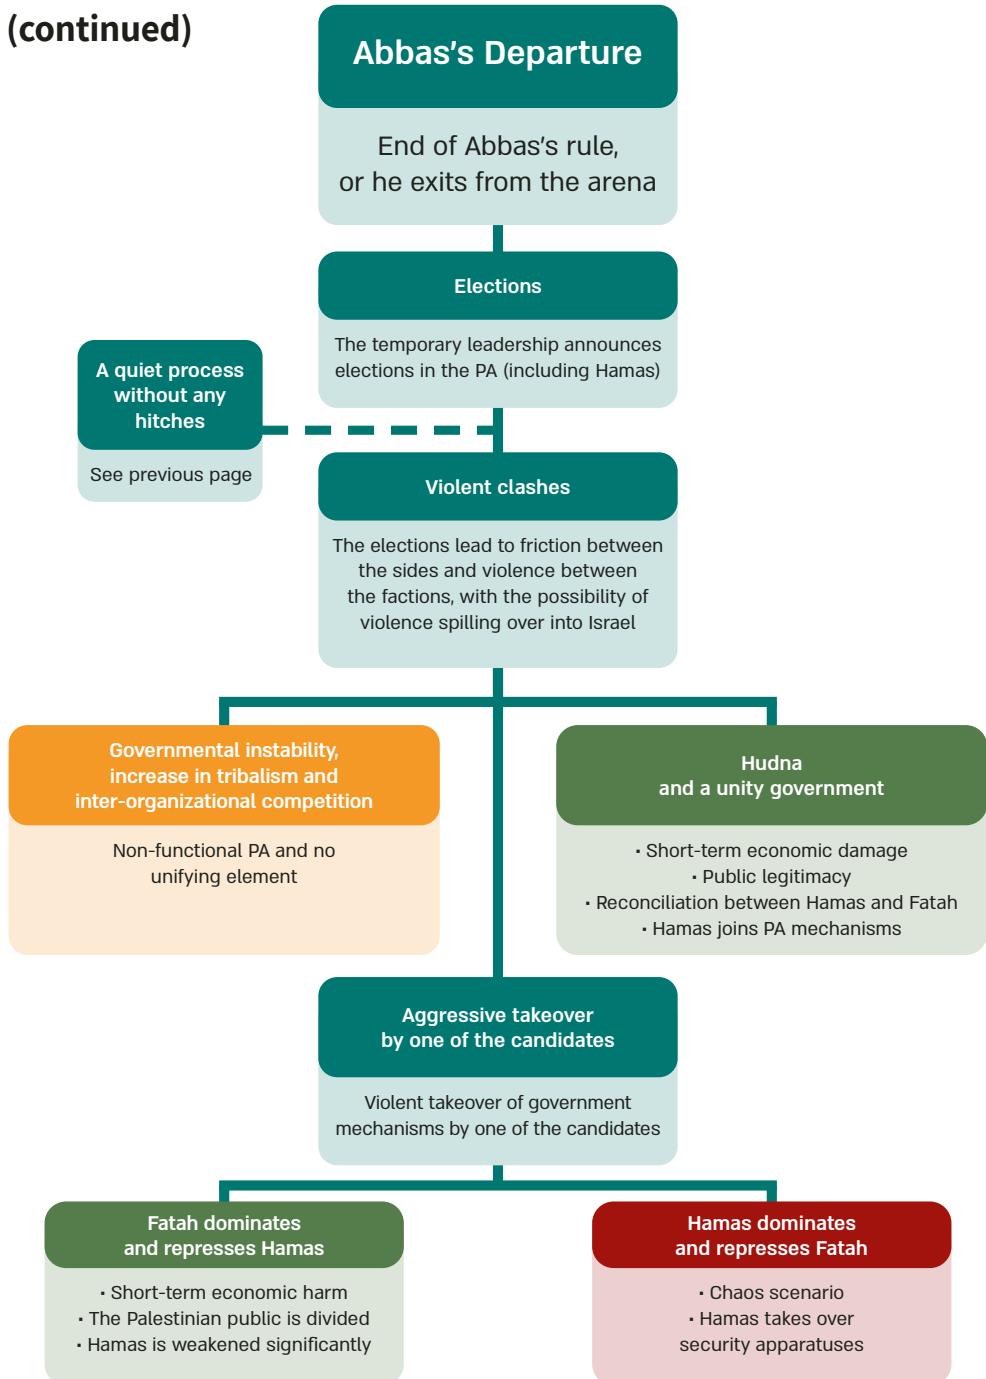 (continued)
Abbas's Departure
End of Abbas's rule,
or he exits from the arena
Elections
The temporary leadership announces
elections in the PA (including Hamas)
A quiet process
without any
hitches
See previous page
Violent clashes
The elections lead to friction between
the sides and violence between
the factions, with the possibility of
violence spilling over into Israel
Governmental instability,
increase in tribalism and
inter-organizational competition
Non-functional PA and no
unifying element
Hudna
and a unity government
· Short-term economic damage
· Public legitimacy
· Reconciliation between Hamas and Fatah
· Hamas joins PA mechanisms
Aggressive takeover
by one of the candidates
Violent takeover of government
mechanisms by one of the candidates
Fatah dominates
and represses Hamas
· Short-term economic harm
· The Palestinian public is divided
· Hamas is weakened significantly
Hamas dominates
and represses Fatah
· Chaos scenario
· Hamas takes over
security apparatuses